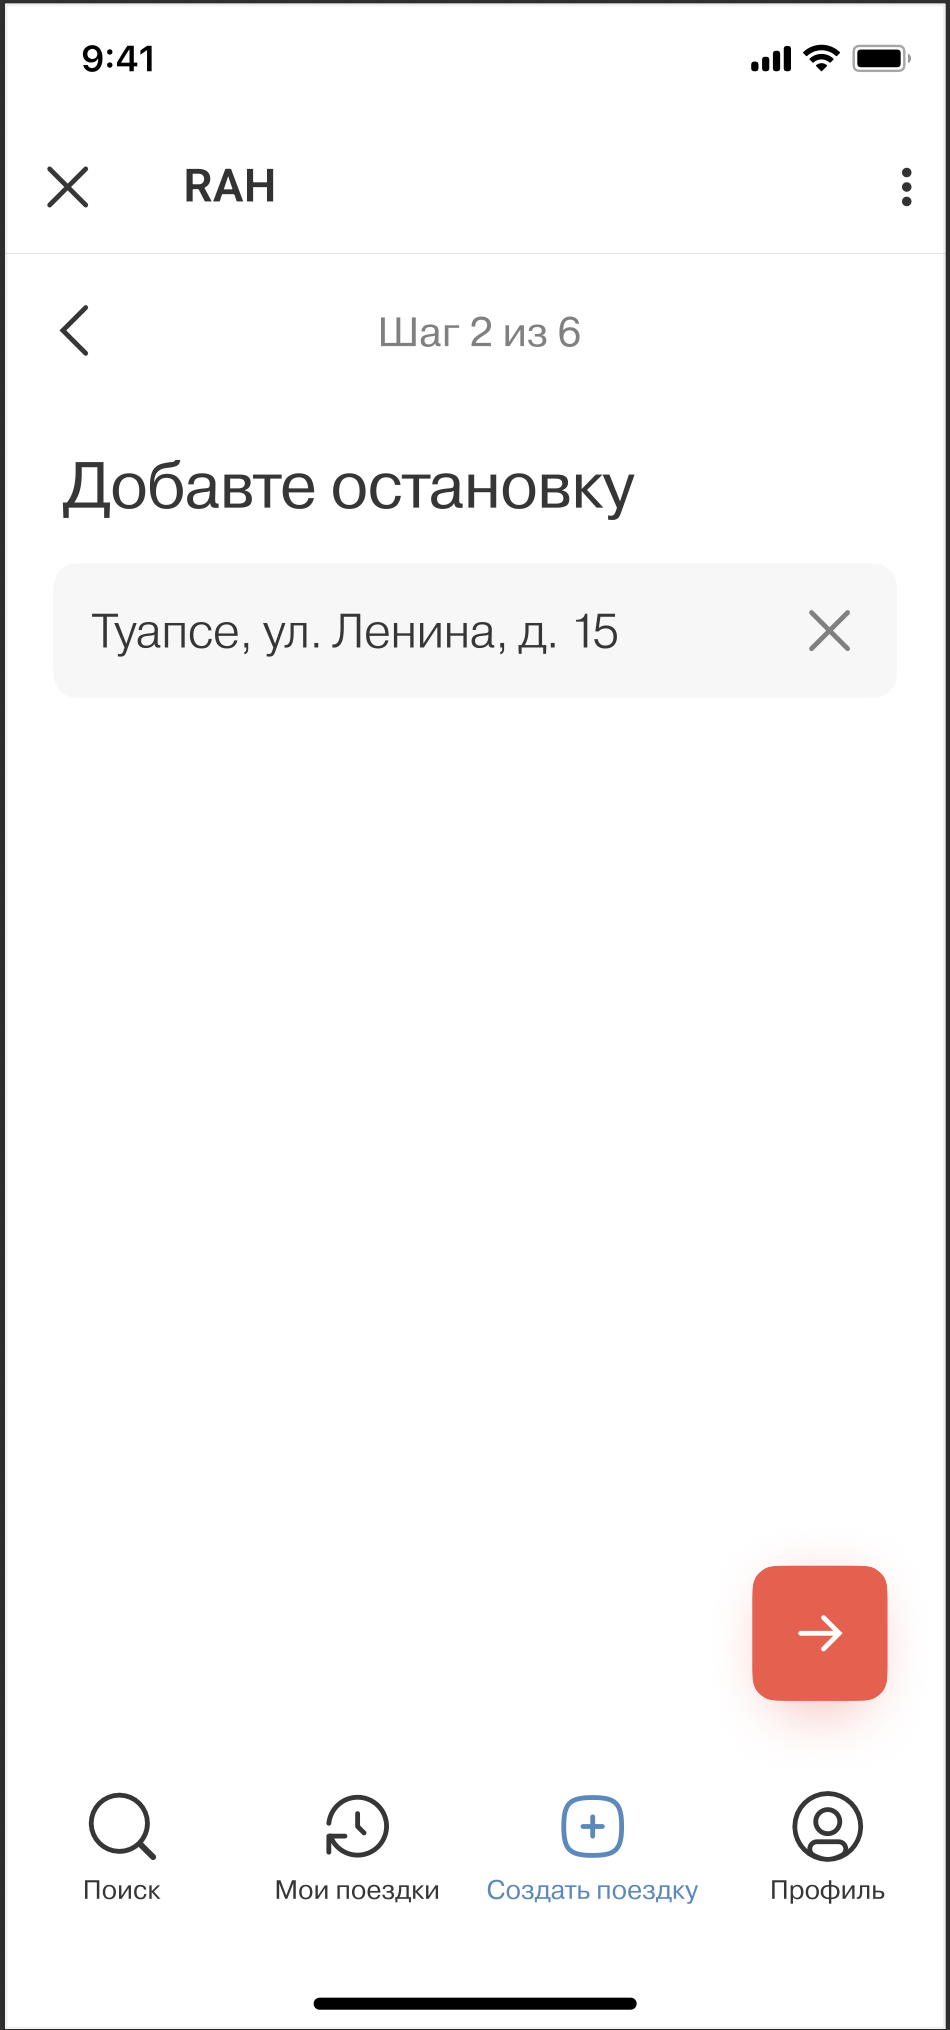 9:41
RAH
Шаг 2 из 6
Добавте остановку
Туапсе, ул. Ленина, д. 15
Поиск
Мои поездки
Создать поездку
Профиль